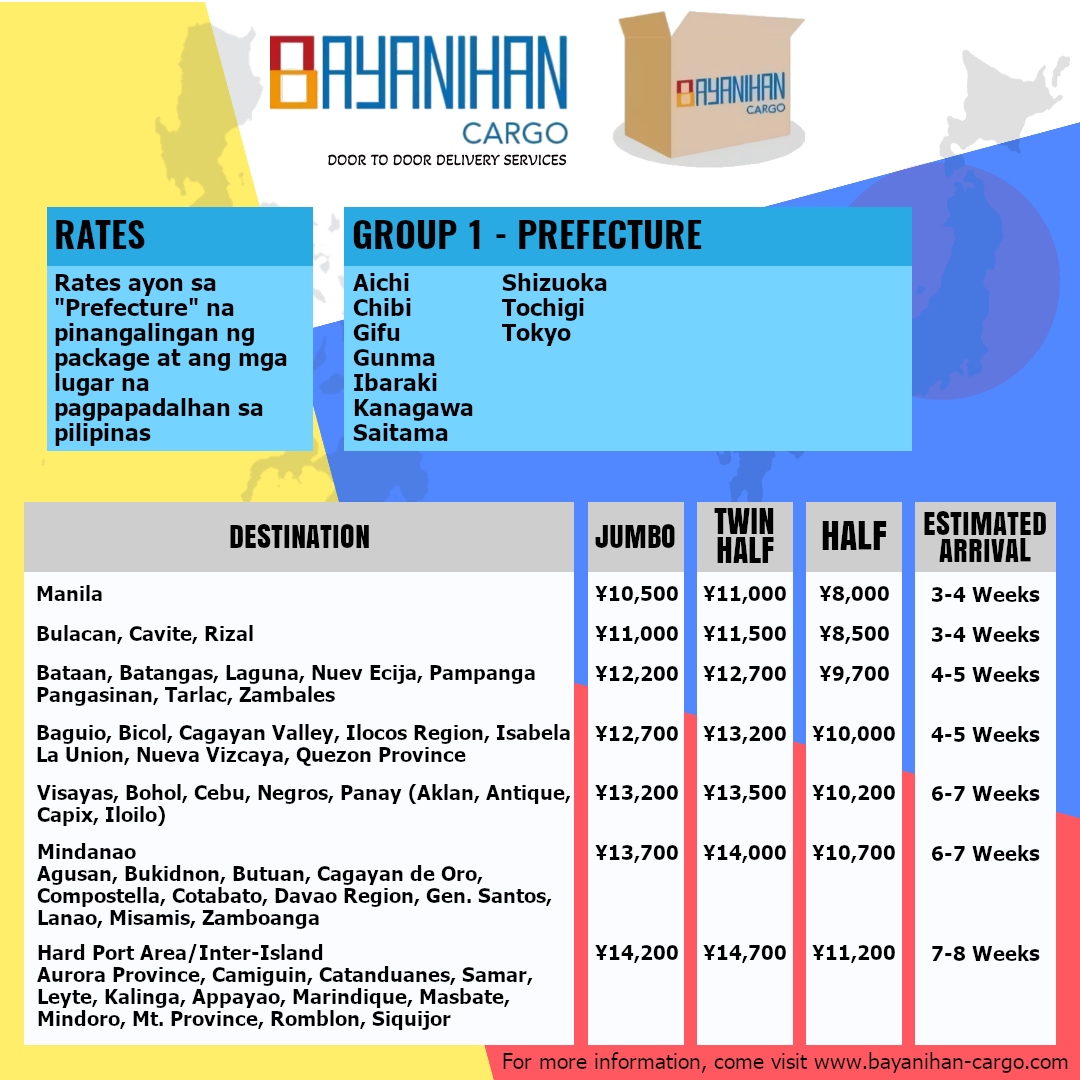 BAYANIHAN
CARGO
DOOR TO DOOR DELIVERY SERVICES
BAYANIHAN
CARGO
RATES
Rates ayon sa
"Prefecture" na
pinangalingan ng
package at ang mga
lugar na
pagpapadalhan sa
pilipinas
GROUP 1 - PREFECTURE
Aichi
Chibi
Gifu
Gunma
Ibaraki
Kanagawa
Saitama
Shizuoka
Tochigi
Tokyo
DESTINATION JUMBO TWIN HALF HALF ESTIMATED ARRIVAL
Manila ¥10,500 ¥11,000 ¥8,000 3-4 Weeks
Bulacan, Cavite, Rizal ¥11,000 ¥11,500 ¥8,500 3-4 Weeks
Bataan, Batangas, Laguna, Nuev Ecija, Pampanga ¥12,200 ¥12,700 ¥9,700 4-5 Weeks
Pangasinan, Tarlac, Zambales
Baguio, Bicol, Cagayan Valley, Ilocos Region, Isabela ¥12,700 ¥13,200 ¥10,000 4-5 Weeks
La Union, Nueva Vizcaya, Quezon Province
Visayas, Bohol, Cebu, Negros, Panay (Aklan, Antique, ¥13,200 ¥13,500 ¥10,200 6-7 Weeks
Capix, Iloilo)
Mindanao ¥13,700 ¥14,000 ¥10,700 6-7 Weeks
Agusan, Bukidnon, Butuan, Cagayan de Oro,
Compostella, Cotabato, Davao Region, Gen. Santos,
Lanao, Misamis, Zamboanga
Hard Port Area/Inter-Island ¥14,200 ¥14,700 ¥11,200 7-8 Weeks
Aurora Province, Camiguin, Catanduanes, Samar,
Leyte, Kalinga, Appayao, Marindique, Masbate,
Mindoro, Mt. Province, Romblon, Siquijor
For more information, come visit www.bayanihan-cargo.com